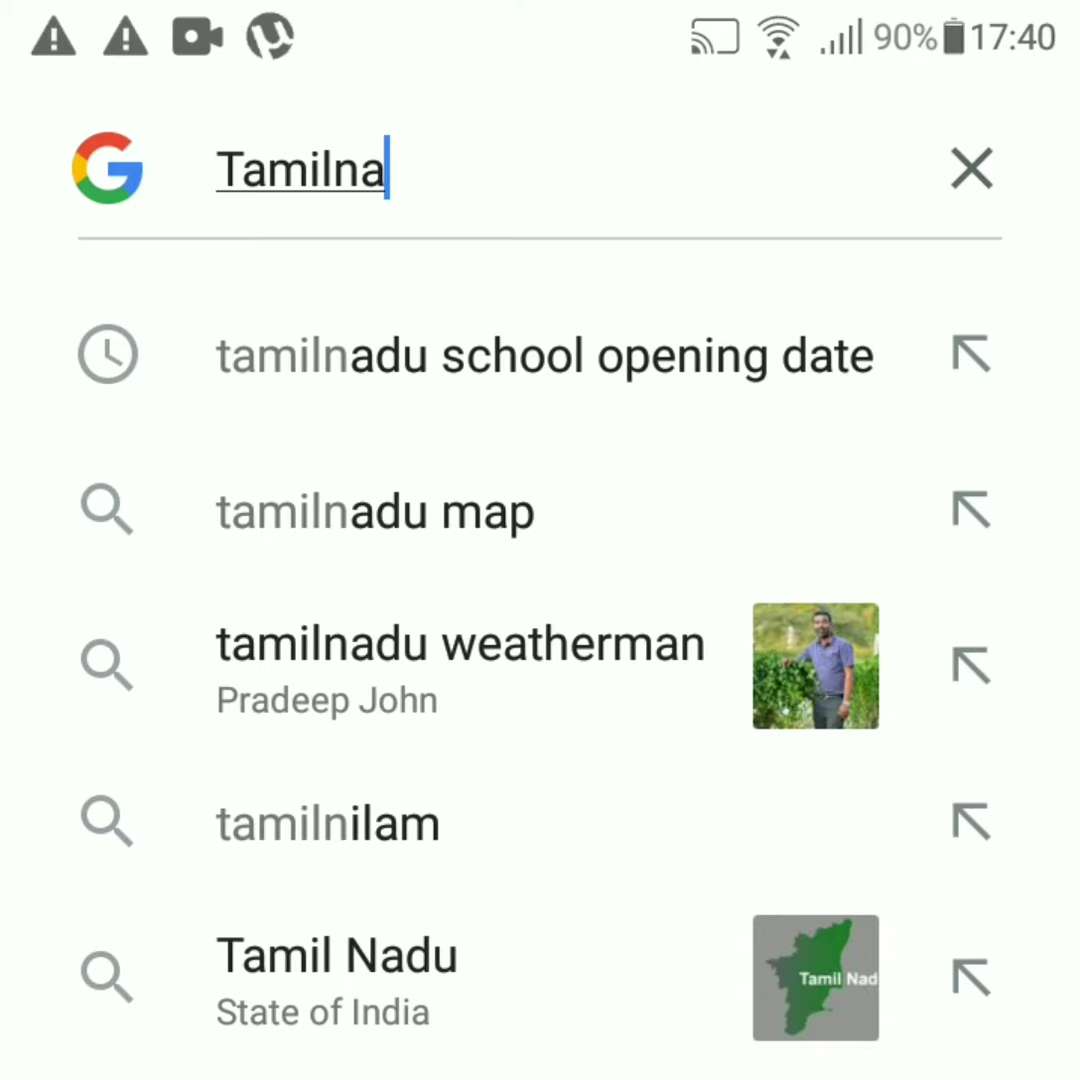 90% 17:40
Tamilna
tamilnadu school opening date
tamilnadu map
tamilnadu weatherman
Pradeep John
tamilnilam
Tamil Nadu
State of India
Tamil Nad